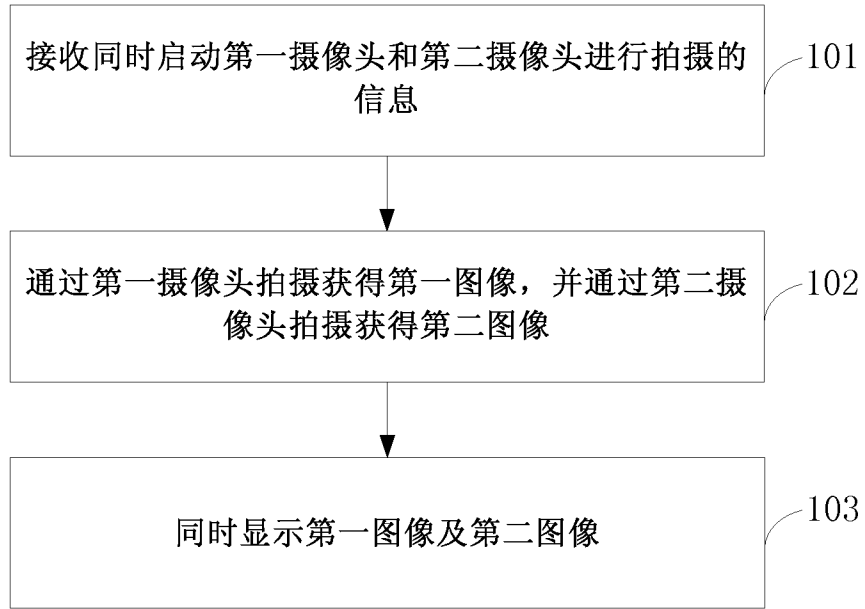 接收同时启动第一摄像头和第二摄像头进行拍摄的
信息
101
通过第一摄像头拍摄获得第一图像，并通过第二摄
像头拍摄获得第二图像
102
同时显示第一图像及第二图像
103